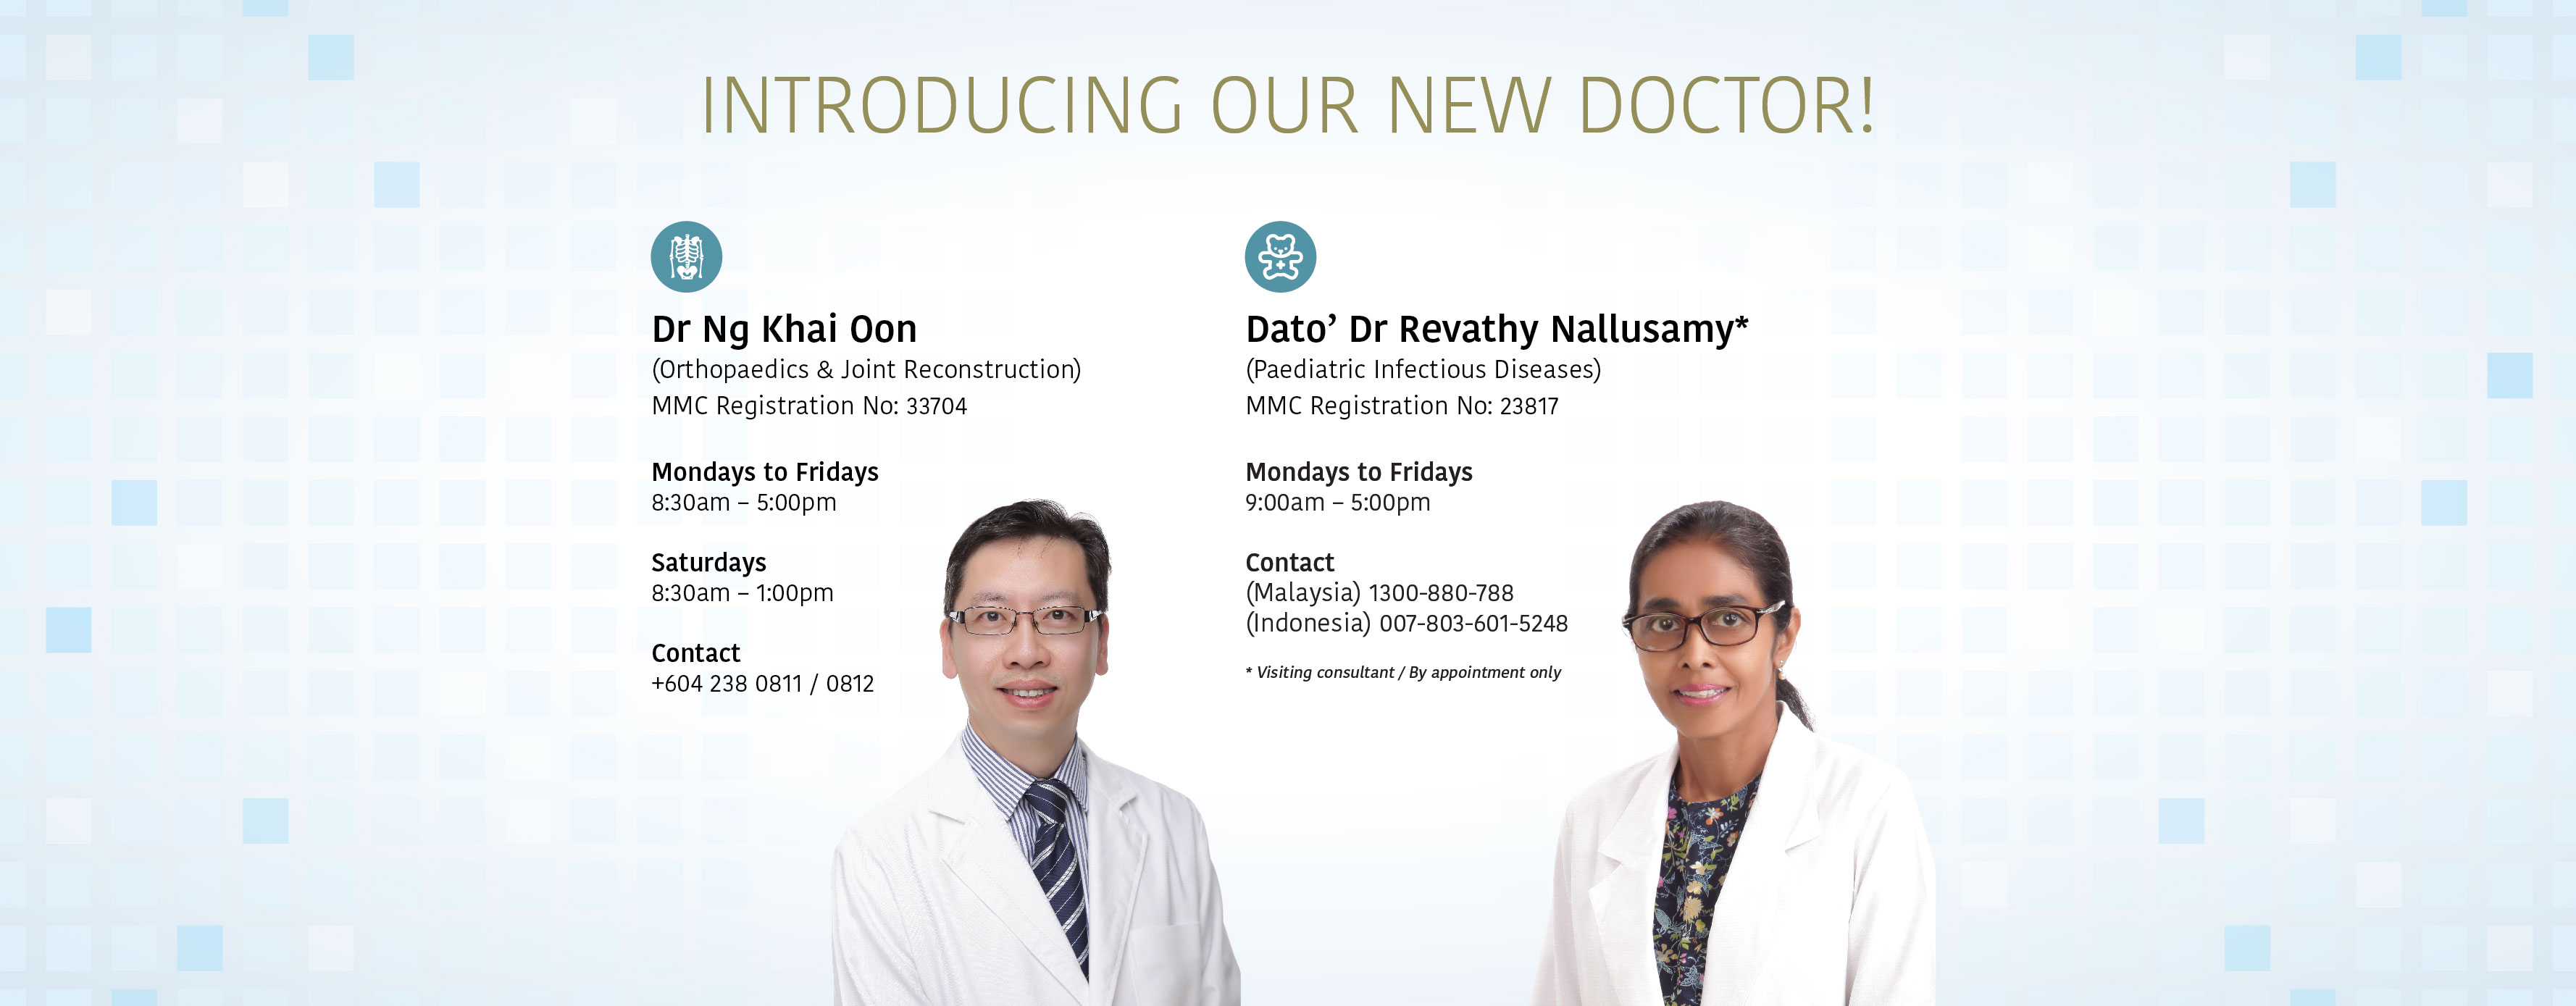 INTRODUCING OUR NEW DOCTOR!
Dr Ng Khai Oon
(Orthopaedics & Joint Reconstruction)
MMC Registration No: 33704
Mondays to Fridays
8:30am – 5:00pm
Saturdays
8:30am – 1:00pm
Contact
+604 238 0811 / 0812
Dato’ Dr Revathy Nallusamy*
(Paediatric Infectious Diseases)
MMC Registration No: 23817
Mondays to Fridays
9:00am – 5:00pm
Contact
(Malaysia) 1300-880-788
(Indonesia) 007-803-601-5248
* Visiting consultant / By appointment only